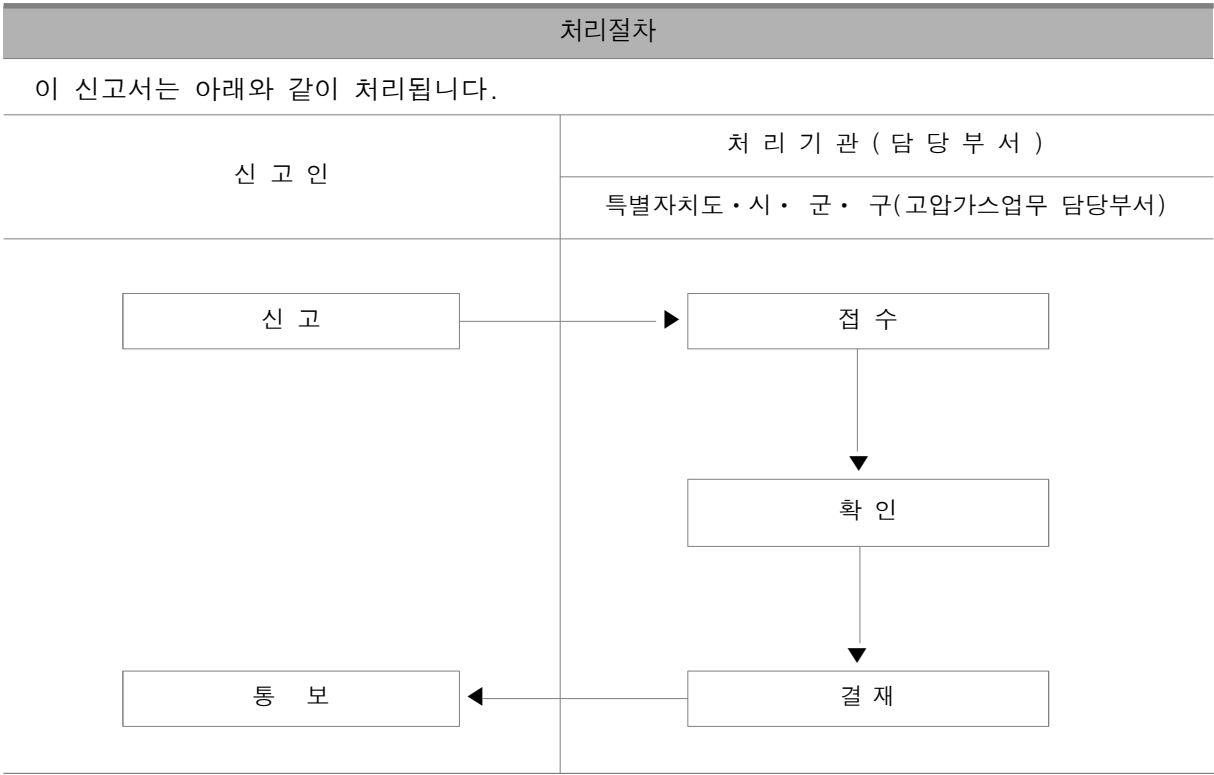 처리절차
이 신고서는 아래와 같이 처리됩니다.
신 고 인
처 리 기 관 ( 담 당 부 서 )
특별자치도・시・ 군・ 구(고압가스업무 담당부서)
신 고
접 수
확 인
통 보
결 재